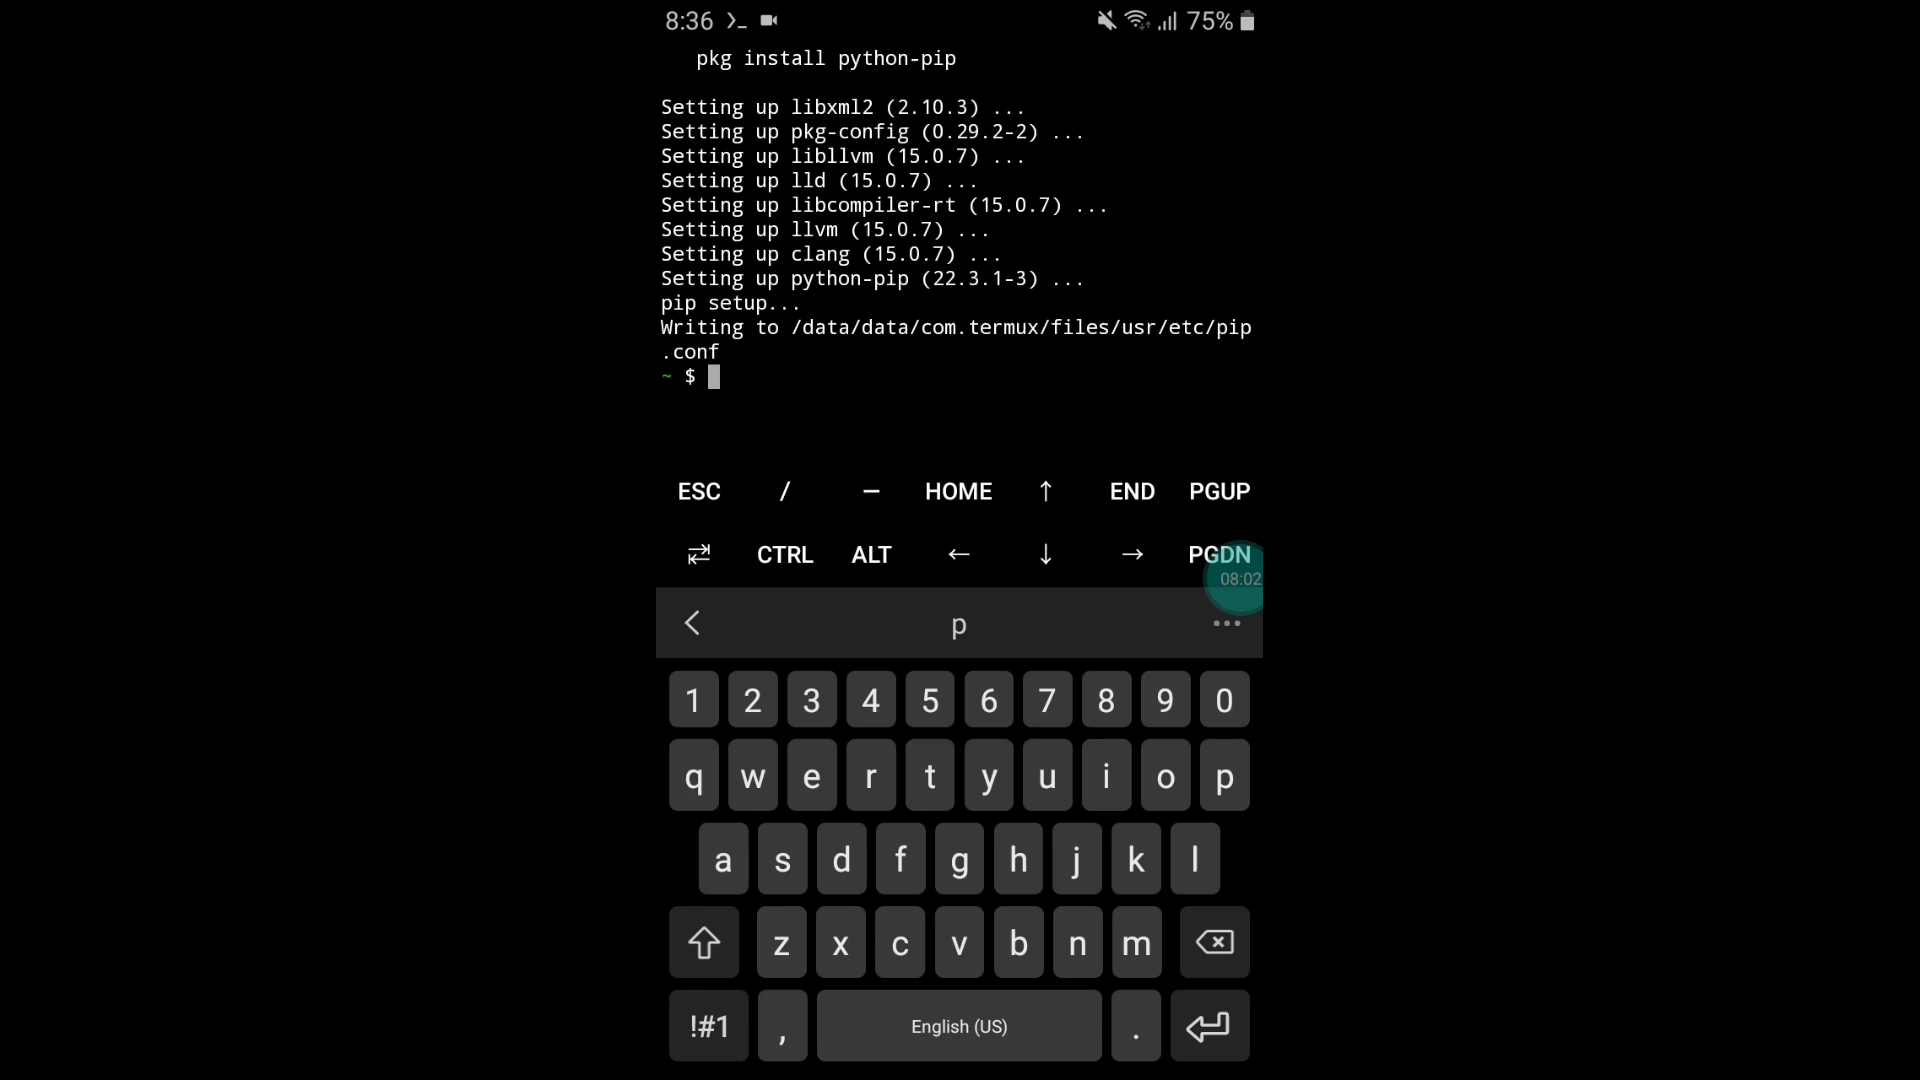 8:36 75%
pkg install python-pip
Setting up libxml2 (2.10.3) ...
Setting up pkg-config (0.29.2-2) ...
Setting up libllvm (15.0.7) ...
Setting up lld (15.0.7) ...
Setting up libcompiler-rt (15.0.7) ...
Setting up llvm (15.0.7) ...
Setting up clang (15.0.7) ...
Setting up python-pip (22.3.1-3) ...
pip setup...
Writing to /data/data/com.termux/files/usr/etc/pip
.conf
~ $
ESC / — HOME ↑ END PGUP
⇄ CTRL ALT ← ↓ → PGDN
08:02
p
1 2 3 4 5 6 7 8 9 0
q w e r t y u i o p
a s d f g h j k l
z x c v b n m
!#1 , English (US) .